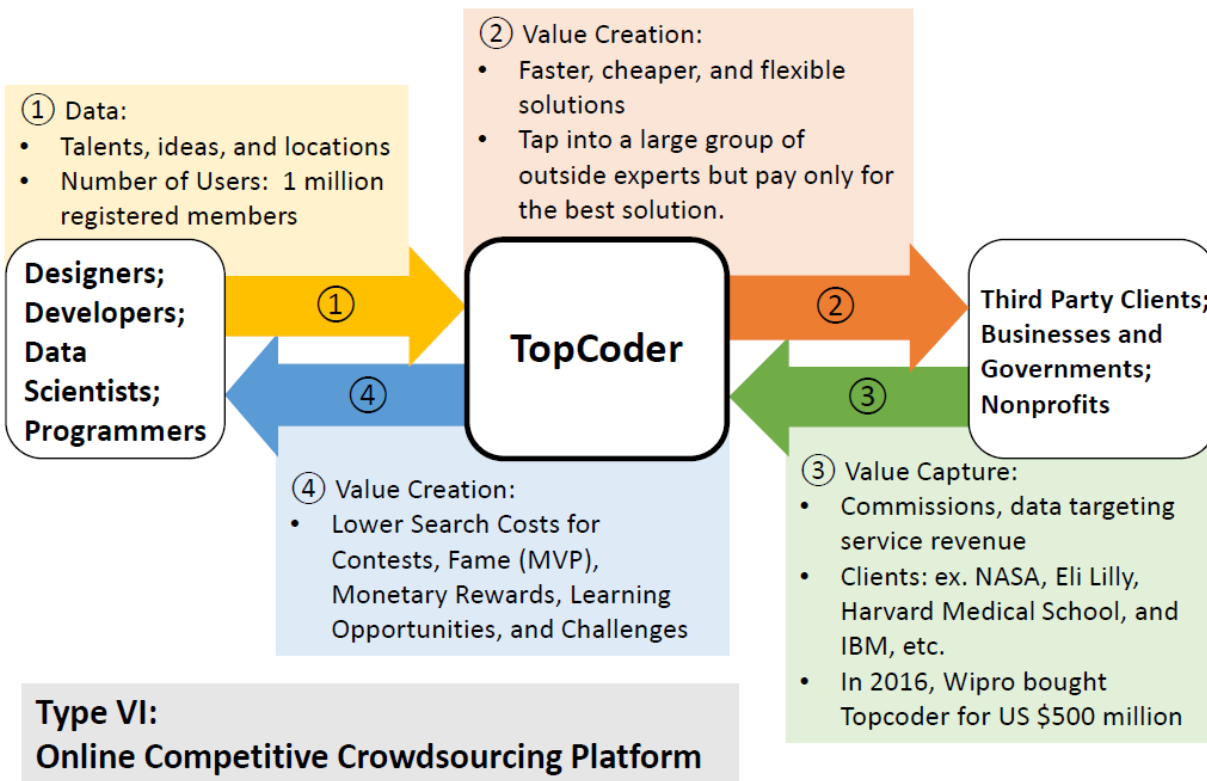 ① Data:
• Talents, ideas, and locations
• Number of Users: 1 million
registered members
② Value Creation:
• Faster, cheaper, and flexible
solutions
• Tap into a large group of
outside experts but pay only for
the best solution.
Designers;
Developers;
Data
Scientists;
Programmers
①
TopCoder
②
Third Party Clients;
Businesses and
Governments;
Nonprofits
④
③
④ Value Creation:
• Lower Search Costs for
Contests, Fame (MVP),
Monetary Rewards, Learning
Opportunities, and Challenges
③ Value Capture:
• Commissions, data targeting
service revenue
• Clients: ex. NASA, Eli Lilly,
Harvard Medical School, and
IBM, etc.
• In 2016, Wipro bought
Topcoder for US $500 million
Type VI:
Online Competitive Crowdsourcing Platform